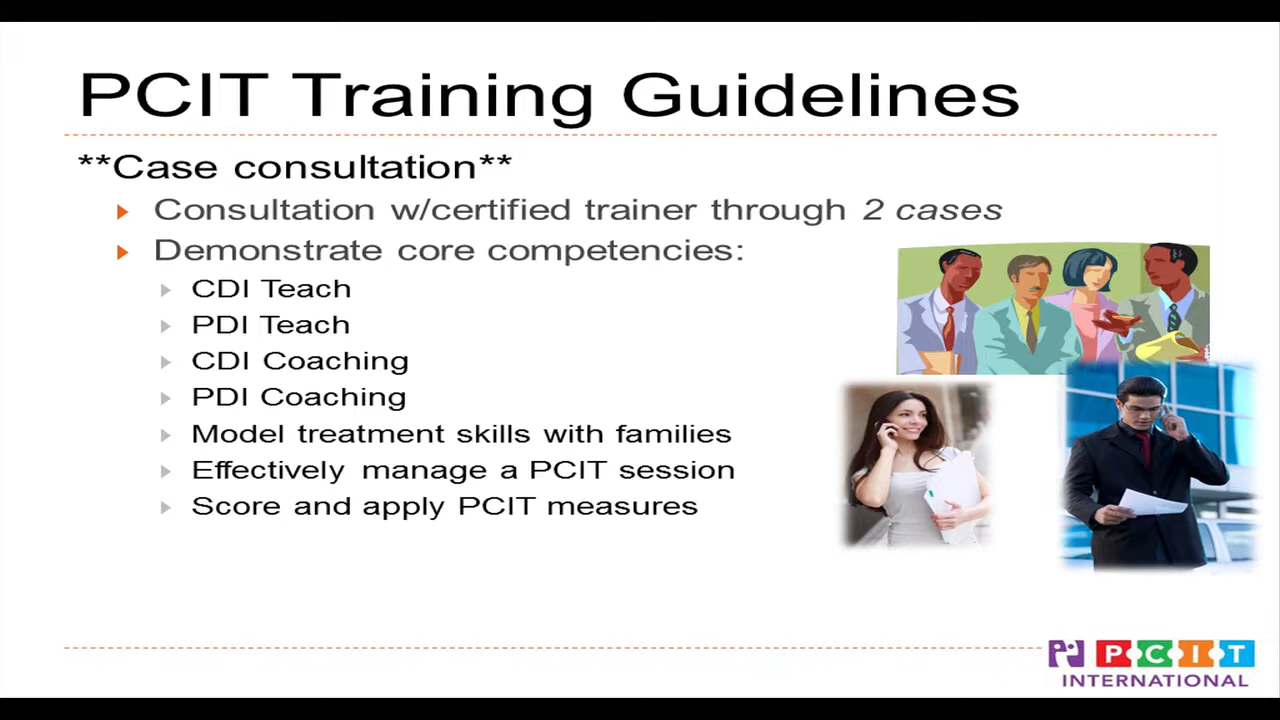 PCIT Training Guidelines
**Case consultation**
Consultation w/certified trainer through 2 cases
Demonstrate core competencies:
CDI Teach
PDI Teach
CDI Coaching
PDI Coaching
Model treatment skills with families
Effectively manage a PCIT session
Score and apply PCIT measures
PCIT
INTERNATIONAL